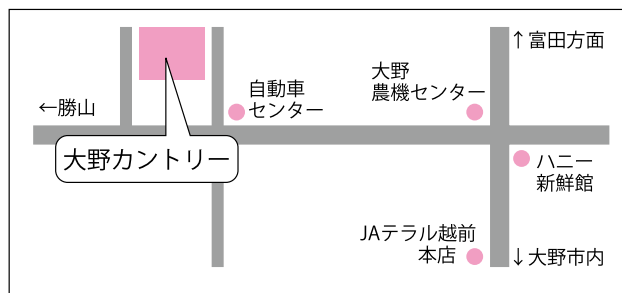 ↑富田方面
大野
農機センター
自動車
センター
←勝山
大野カントリー
ハニー
新鮮館
JAテラル越前
本店
↓大野市内